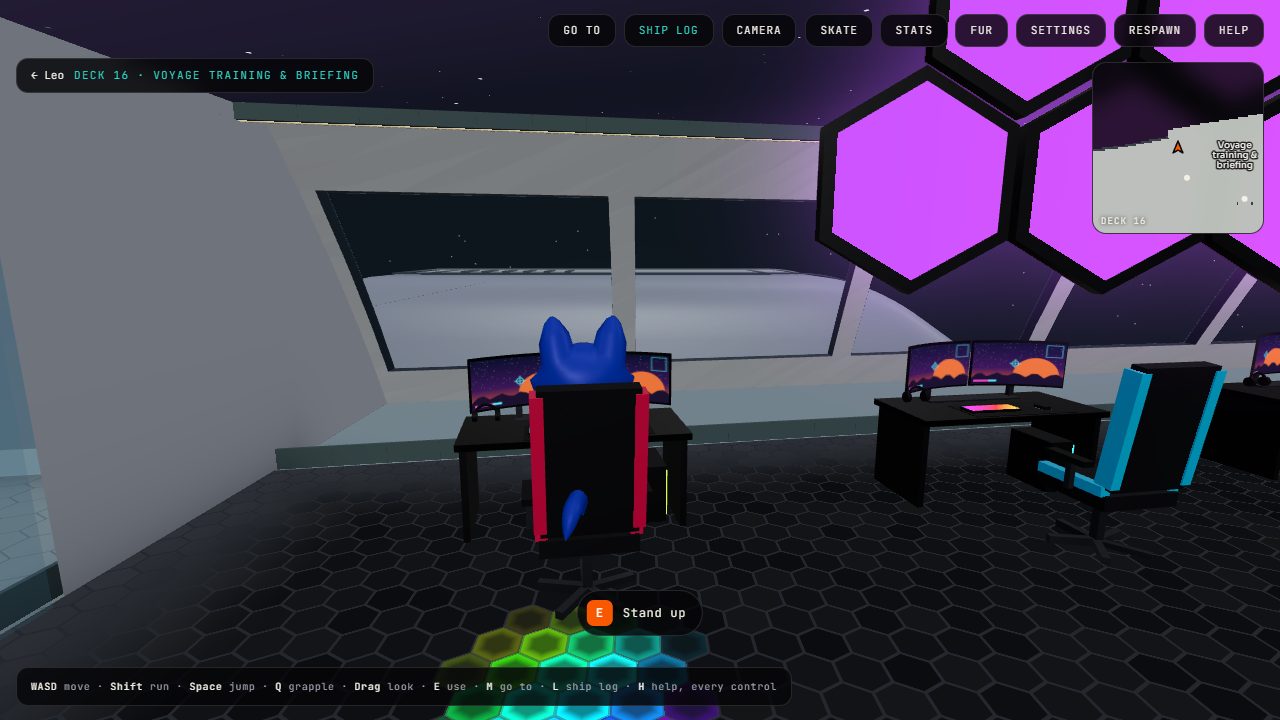 GO TO
SHIP LOG
CAMERA
SKATE
STATS
FUR
SETTINGS
RESPAWN
HELP
← Leo DECK 16 · VOYAGE TRAINING & BRIEFING
Voyage
training &
briefing
DECK 16
E Stand up
WASD move · Shift run · Space jump · Q grapple · Drag look · E use · M go to · L ship log · H help, every control